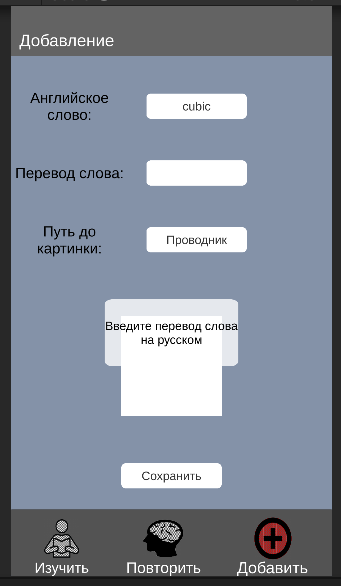 Добавление
Английское
слово:
cubic
Перевод слова:
Путь до
картинки:
Проводник
Введите перевод слова
на русском
Сохранить
Изучить
Повторить
Добавить